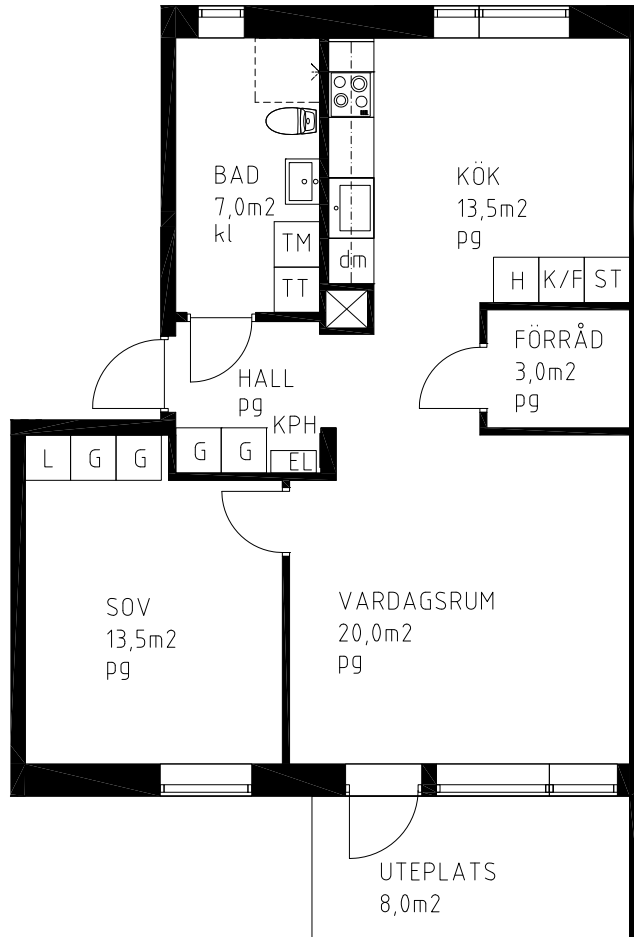 BAD
7,0m2
kl
TM
TT
dm
KÖK
13,5m2
pg
H
K/F
ST
FÖRRÅD
3,0m2
pg
HALL
pg
KPH
G
G
EL
L
G
G
SOV
13,5m2
pg
VARDAGSRUM
20,0m2
pg
UTEPLATS
8,0m2